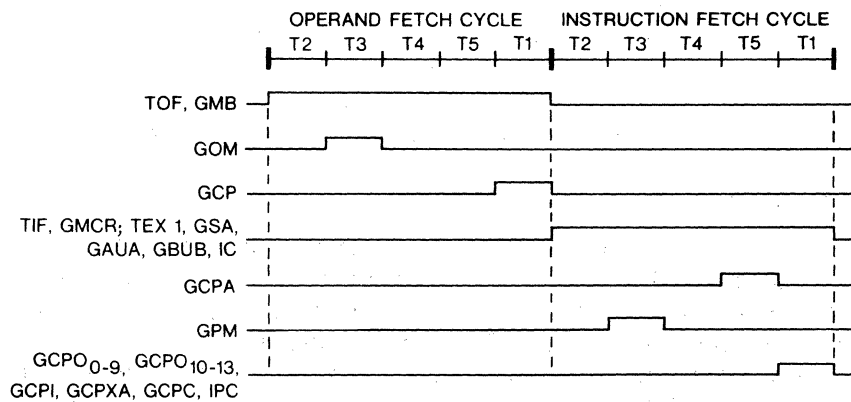 OPERAND FETCH CYCLE INSTRUCTION FETCH CYCLE
T2 T3 T4 T5 T1 T2 T3 T4 T5 T1
TOF, GMB
GOM
GCP
TIF, GMCR; TEX 1, GSA,
GAUA, GBUB, IC
GCPA
GPM
GCPO0-9, GCPO10-13,
GCPI, GCPXA, GCPC, IPC